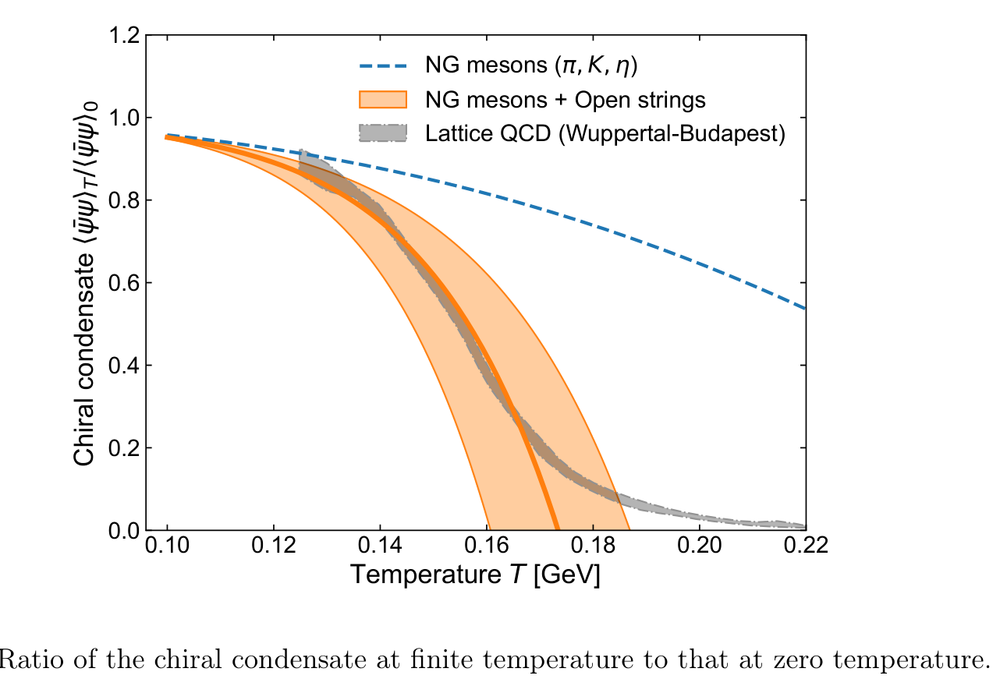 1.2
1.0
0.8
0.6
0.4
0.2
0.0
Chiral condensate ⟨ψ̄ψ⟩_T/⟨ψ̄ψ⟩_0
NG mesons (π, K, η)
NG mesons + Open strings
Lattice QCD (Wuppertal-Budapest)
0.10 0.12 0.14 0.16 0.18 0.20 0.22
Temperature T [GeV]
Ratio of the chiral condensate at finite temperature to that at zero temperature.